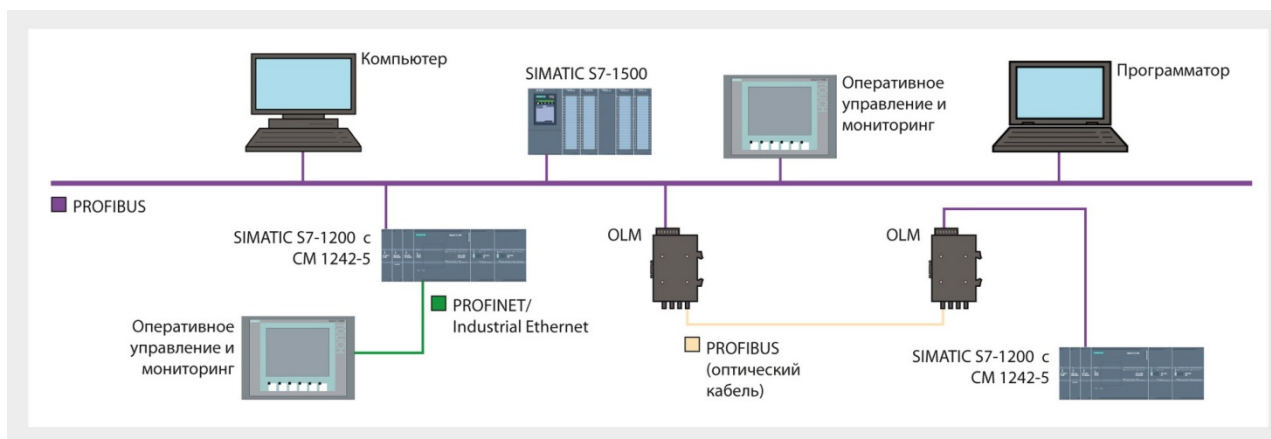 Компьютер
SIMATIC S7-1500
Оперативное
управление и
мониторинг
Программатор
PROFIBUS
SIMATIC S7-1200 с
CM 1242-5
OLM
OLM
PROFINET/
Industrial Ethernet
Оперативное
управление и
мониторинг
PROFIBUS
(оптический
кабель)
SIMATIC S7-1200 с
CM 1242-5